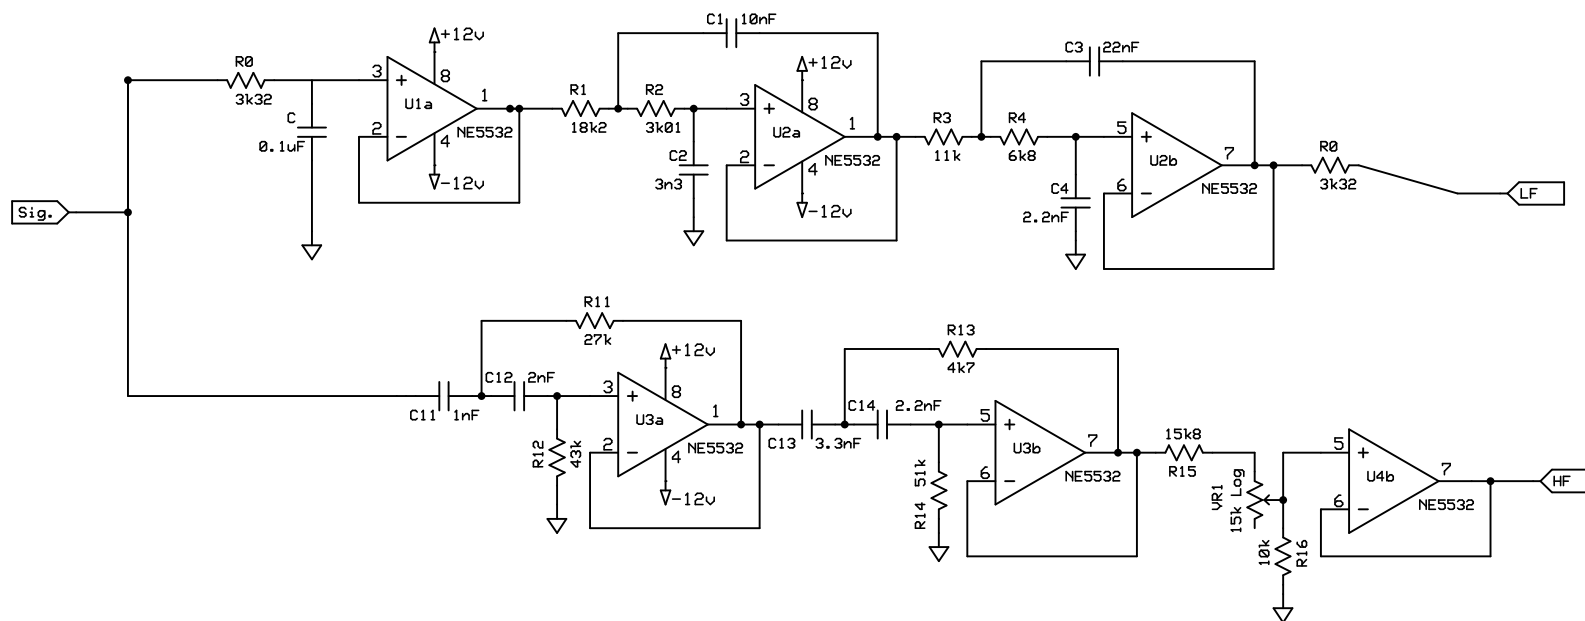 C1
10nF
+12v
R0
3k32
3
8
U1a
1
NE5532
2
4
-12v
C
0.1uF
R1
18k2
R2
3k01
C2
3n3
+12v
3
8
U2a
1
NE5532
2
4
-12v
C3
22nF
R3
11k
R4
6k8
C4
2.2nF
5
U2b
7
NE5532
6
R0
3k32
LF
Sig.
R11
27k
+12v
C11
1nF
C12
2nF
R12
43k
3
8
U3a
1
NE5532
2
4
-12v
R13
4k7
C13
3.3nF
C14
2.2nF
R14
51k
5
U3b
7
NE5532
6
15k8
R15
VR1
15k Log
10k
R16
5
U4b
7
NE5532
6
HF